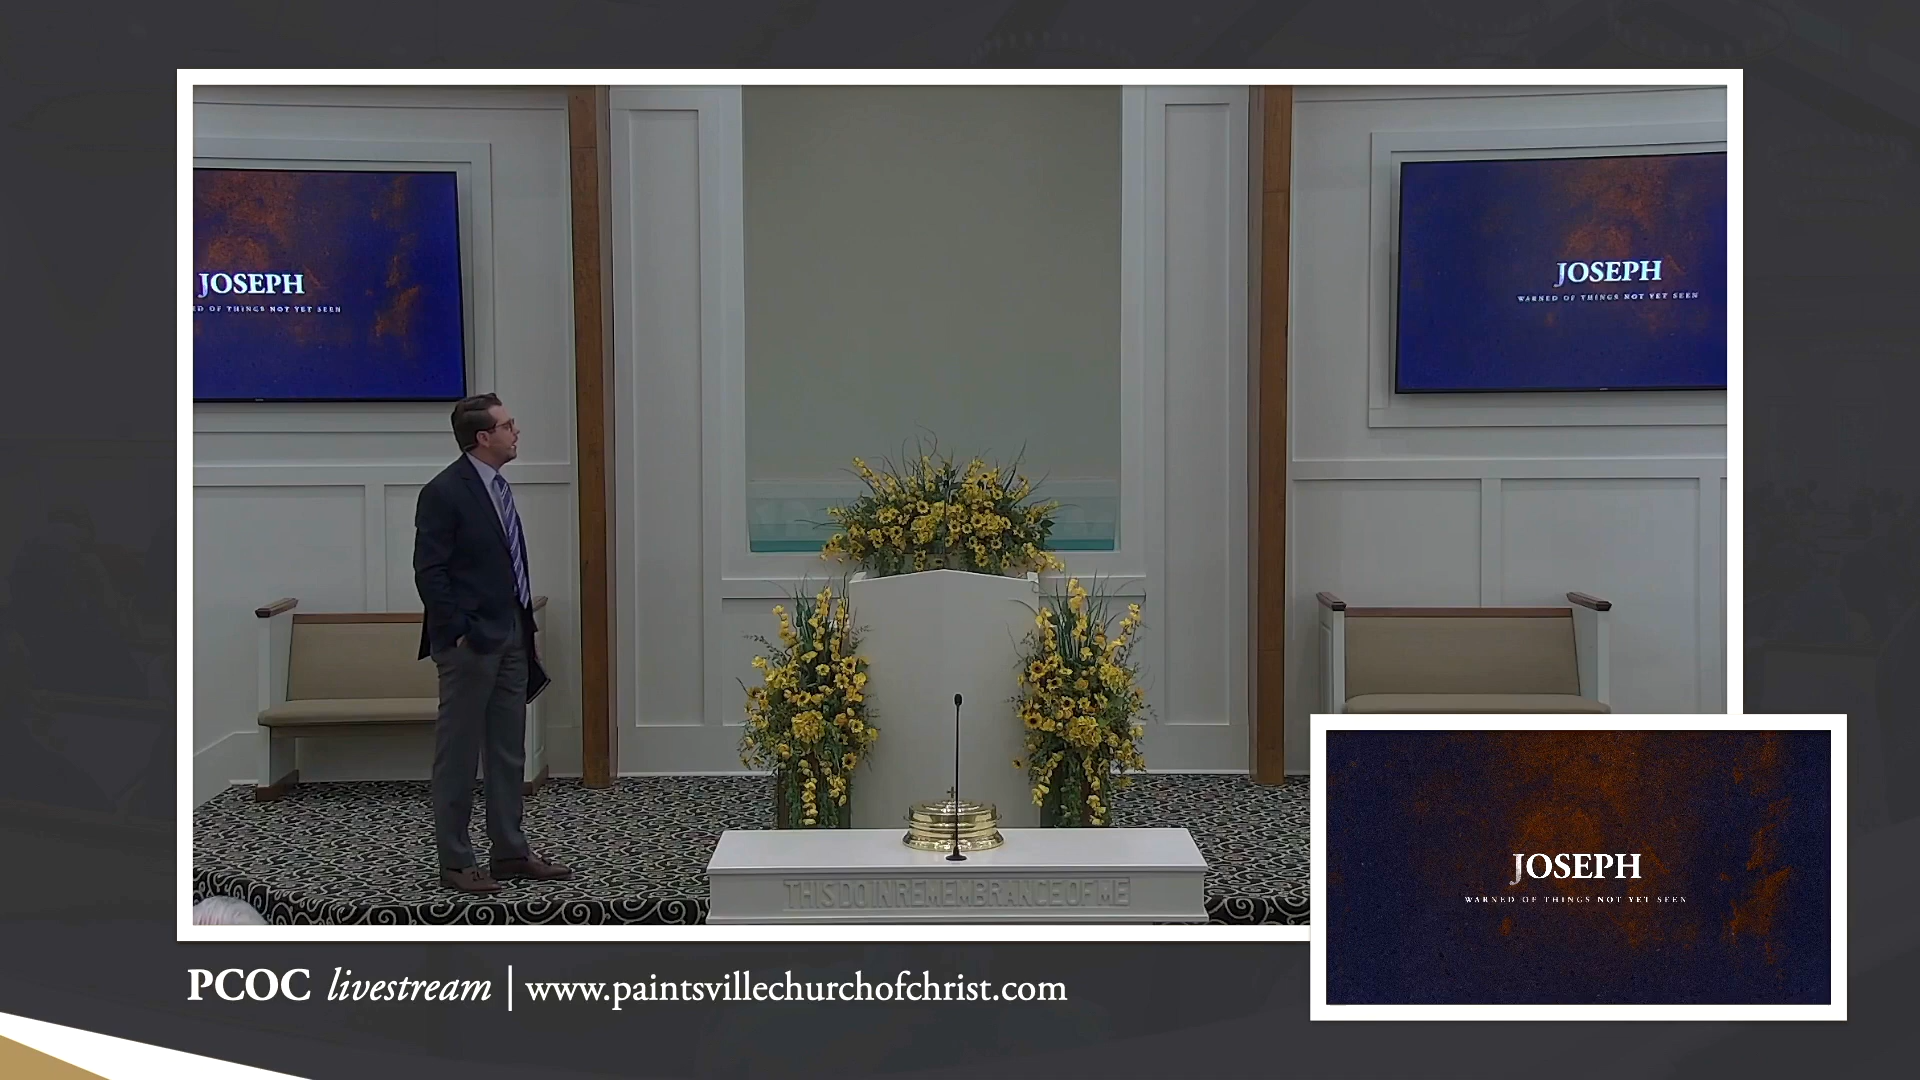 JOSEPH
ED OF THINGS NOT YET SEEN
JOSEPH
WARNED OF THINGS NOT YET SEEN
THIS DO IN REMEMBRANCE OF ME
JOSEPH
WARNED OF THINGS NOT YET SEEN
PCOC livestream | www.paintsvillechurchofchrist.com